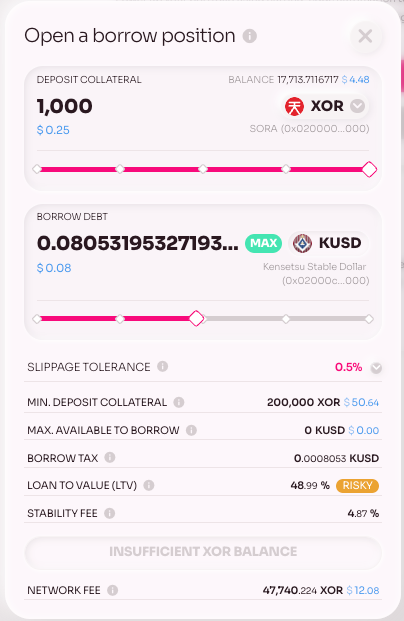 Open a borrow position
DEPOSIT COLLATERAL BALANCE 17,713.7116717 $ 4.48
1,000 XOR
$ 0.25 SORA (0x020000...000)
BORROW DEBT
0.08053195327193... MAX KUSD
$ 0.08 Kensetsu Stable Dollar
(0x02000c...000)
SLIPPAGE TOLERANCE 0.5%
MIN. DEPOSIT COLLATERAL 200,000 XOR $ 50.64
MAX. AVAILABLE TO BORROW 0 KUSD $ 0.00
BORROW TAX 0.0008053 KUSD
LOAN TO VALUE (LTV) 48.99 % RISKY
STABILITY FEE 4.87 %
INSUFFICIENT XOR BALANCE
NETWORK FEE 47,740.224 XOR $ 12.08